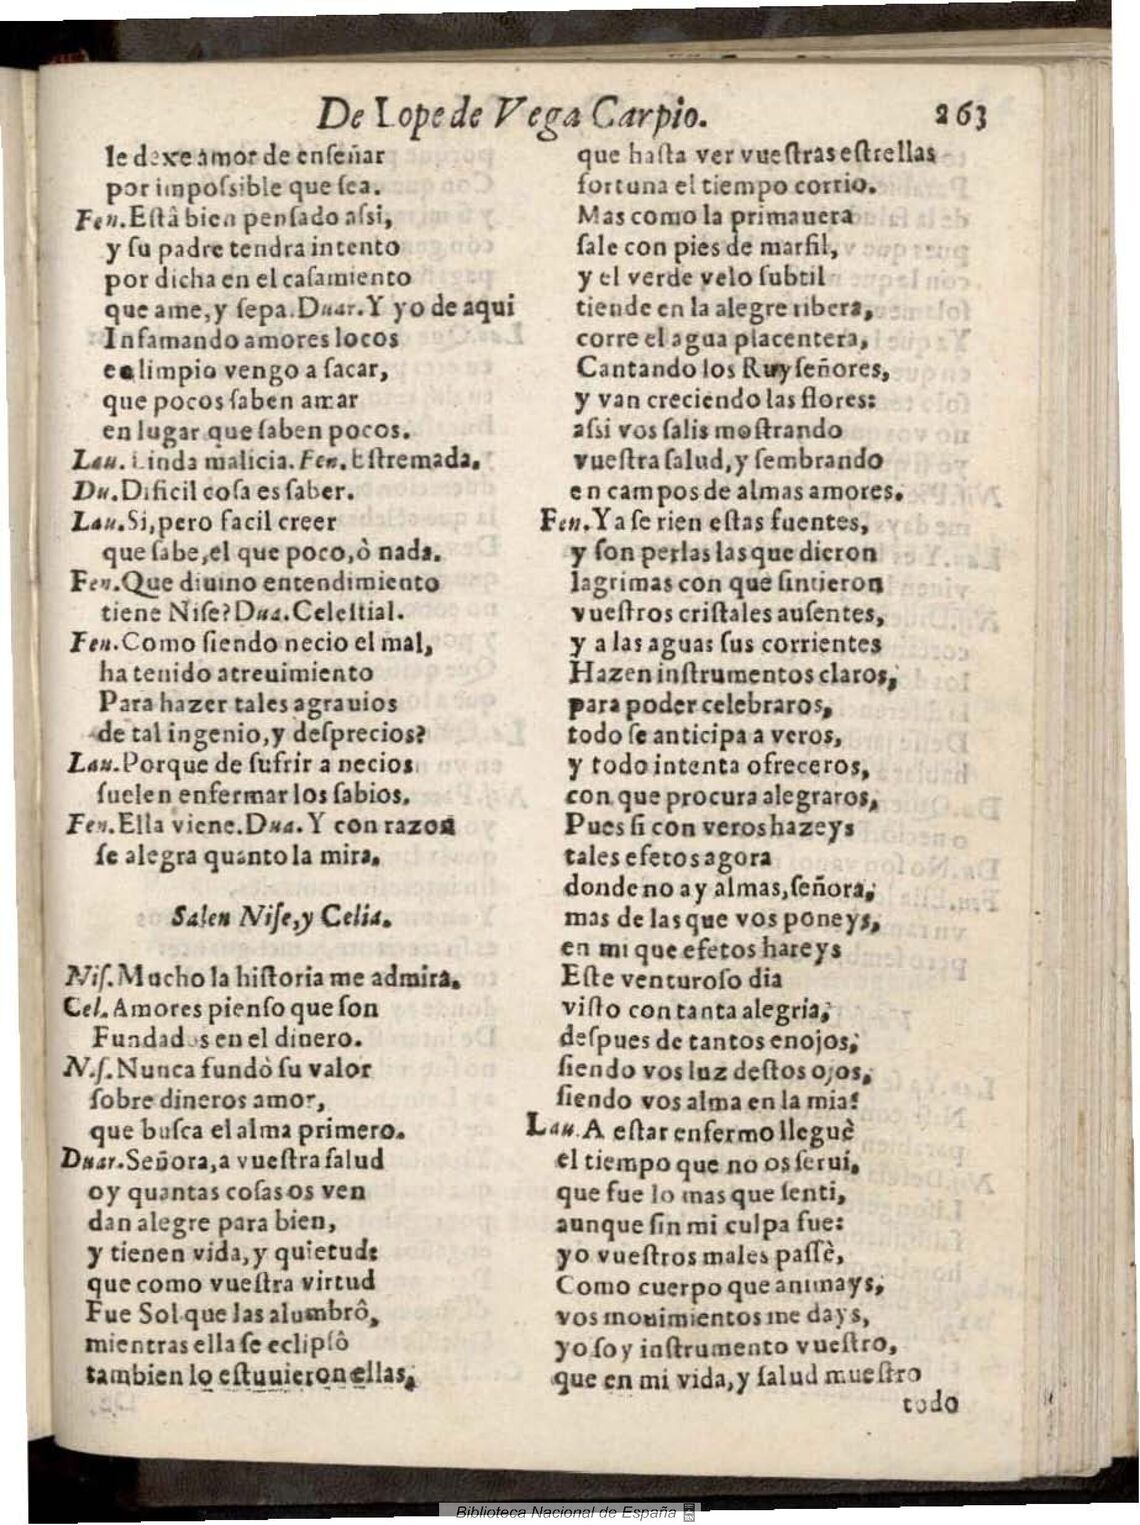 De Lope de Vega Carpio. 263
le dexe amor de enſeñar
por impoſsible que ſea.
Fen. Eſtà bien penſado aſsi,
y ſu padre tendra intento
por dicha en el caſamiento
que ame, y ſepa. Duar. Y yo de aqui
Infamando amores locos
en limpio vengo a ſacar,
que pocos ſaben amar
en lugar que ſaben pocos.
Lau. Linda malicia. Fen. Eſtremada.
Du. Dificil coſa es ſaber.
Lau. Si, pero facil creer
que ſabe, el que poco, ò nada.
Fen. Que diuino entendimiento
tiene Niſe? Dua. Celeſtial.
Fen. Como ſiendo necio el mal,
ha tenido atreuimiento
Para hazer tales agrauios
de tal ingenio, y deſprecios?
Lau. Porque de ſufrir a necios
ſuelen enfermar los ſabios.
Fen. Ella viene. Dua. Y con razon
ſe alegra quanto la mira.
Salen Niſe, y Celia.
Niſ. Mucho la hiſtoria me admira.
Cel. Amores pienſo que ſon
Fundados en el dinero.
Niſ. Nunca fundò ſu valor
ſobre dineros amor,
que buſca el alma primero.
Duar. Señora, a vueſtra ſalud
oy quantas coſas os ven
dan alegre para bien,
y tienen vida, y quietud:
que como vueſtra virtud
Fue Sol que las alumbrô,
mientras ella ſe eclipſô
tambien lo eſtuuieron ellas,
que haſta ver vueſtras eſtrellas
fortuna el tiempo corrio.
Mas como la primauera
ſale con pies de marfil,
y el verde velo ſubtil
tiende en la alegre ribera,
corre el agua placentera,
Cantando los Ruyſeñores,
y van creciendo las flores:
aſsi vos ſalis moſtrando
vueſtra ſalud, y ſembrando
en campos de almas amores.
Fen. Ya ſe rien eſtas fuentes,
y ſon perlas las que dieron
lagrimas con que ſintieron
vueſtros criſtales auſentes,
y a las aguas ſus corrientes
Hazen inſtrumentos claros,
para poder celebraros,
todo ſe anticipa a veros,
y todo intenta ofreceros,
con que procura alegraros,
Pues ſi con veros hazeys
tales efetos agora
donde no ay almas, ſeñora,
mas de las que vos poneys,
en mi que efetos hareys
Eſte venturoſo dia
viſto con tanta alegria,
deſpues de tantos enojos,
ſiendo vos luz deſtos ojos,
ſiendo vos alma en la mia?
Lau. A eſtar enfermo lleguè
el tiempo que no os ſerui,
que fue lo mas que ſenti,
aunque ſin mi culpa fue:
yo vueſtros males paſſè,
Como cuerpo que animays,
vos mouimientos me days,
yo ſoy inſtrumento vueſtro,
que en mi vida, y ſalud mueſtro
todo
Biblioteca Nacional de España